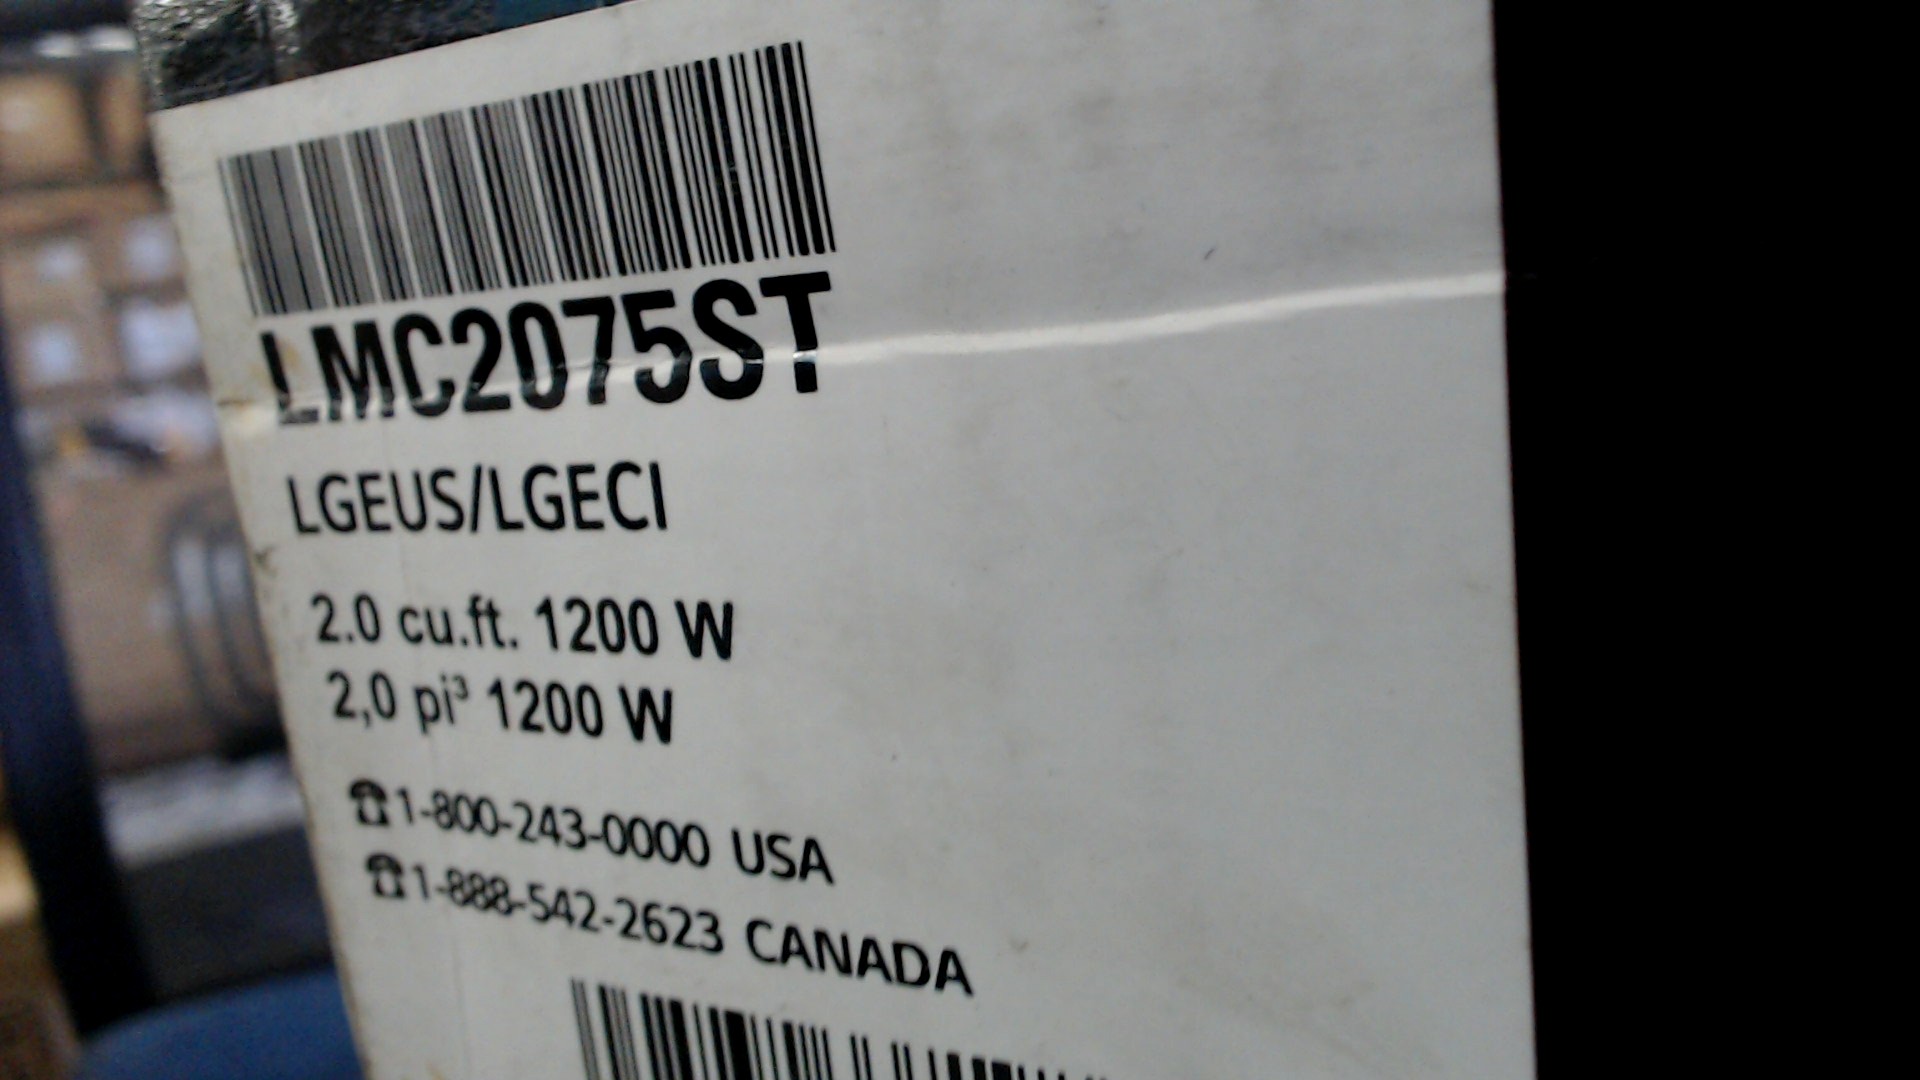 LMC2075ST
LGEUS/LGECI
2.0 cu.ft. 1200 W
2,0 pi³ 1200 W
☎1-800-243-0000 USA
☎1-888-542-2623 CANADA